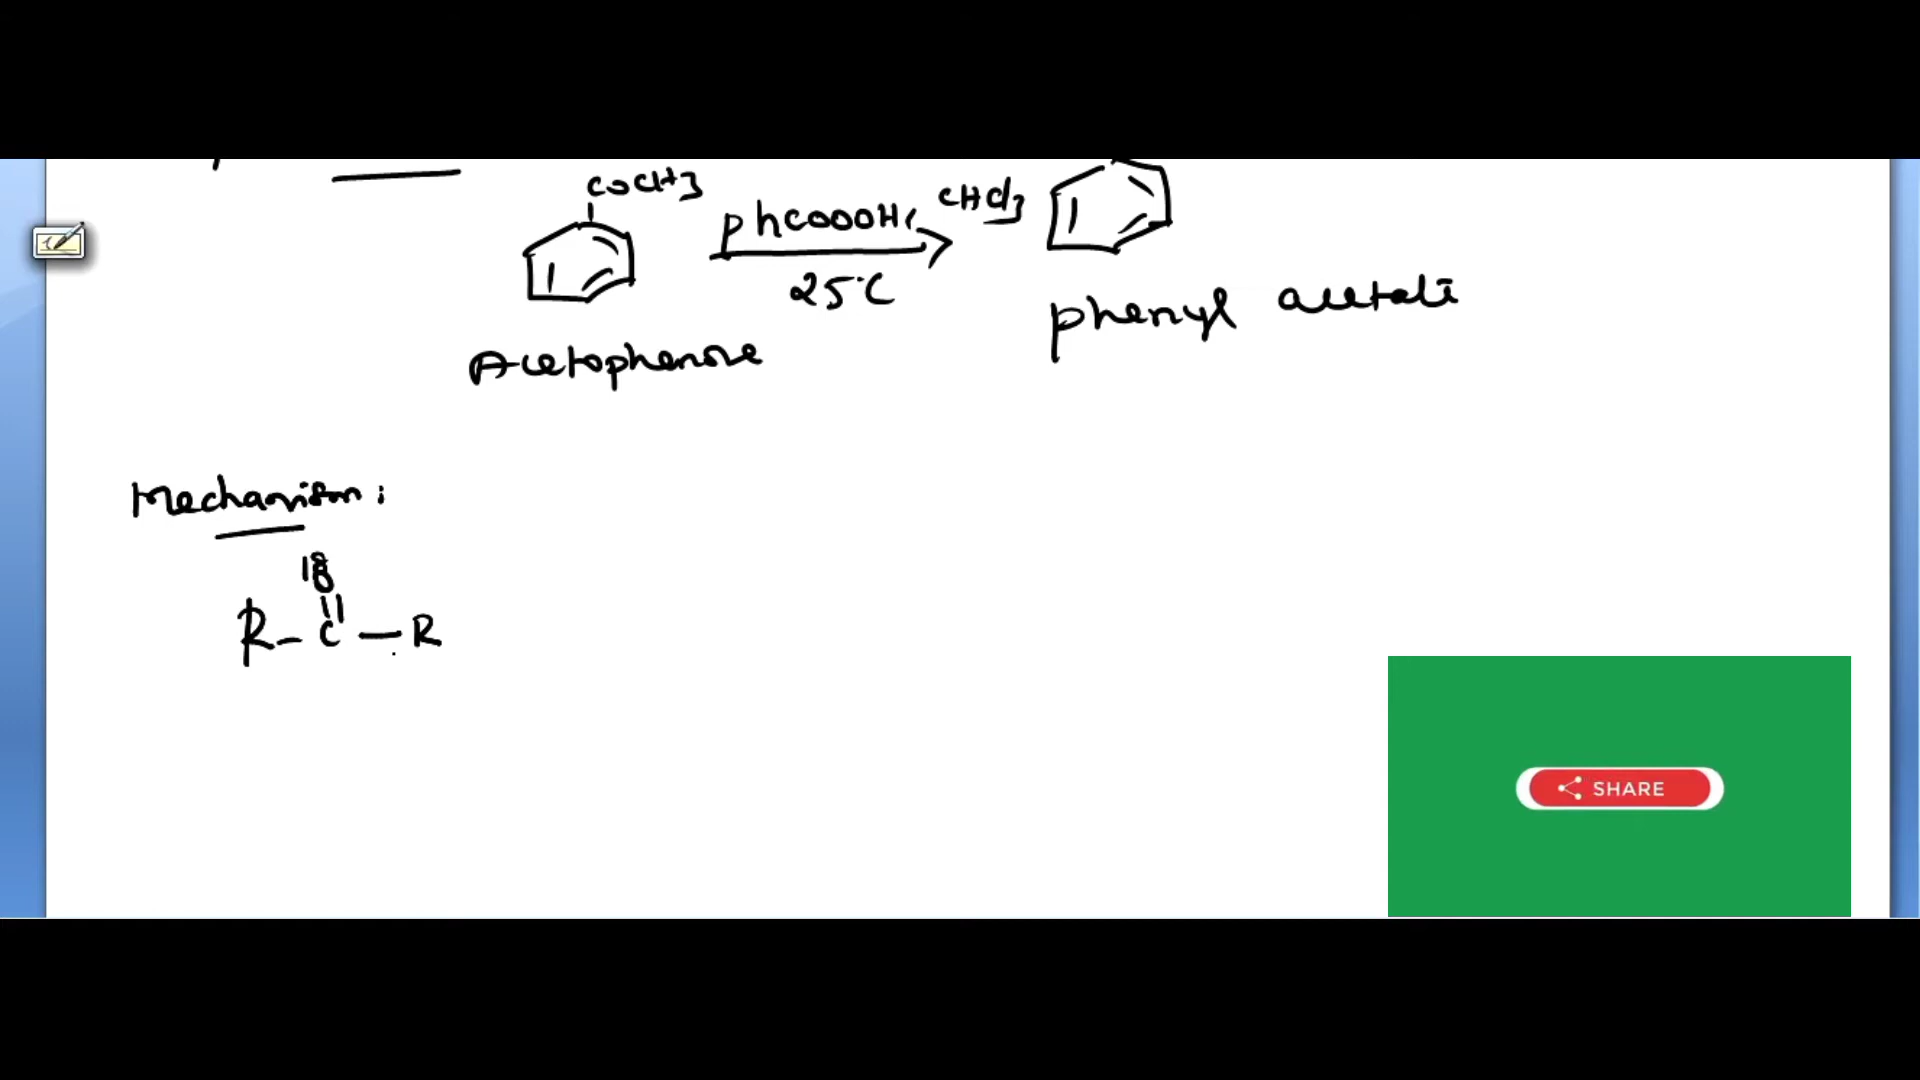 COCH3
phCOOOH, CHCl3
25°C
Acetophenone
phenyl acetate
Mechanism:
18
O
R-C-R
SHARE